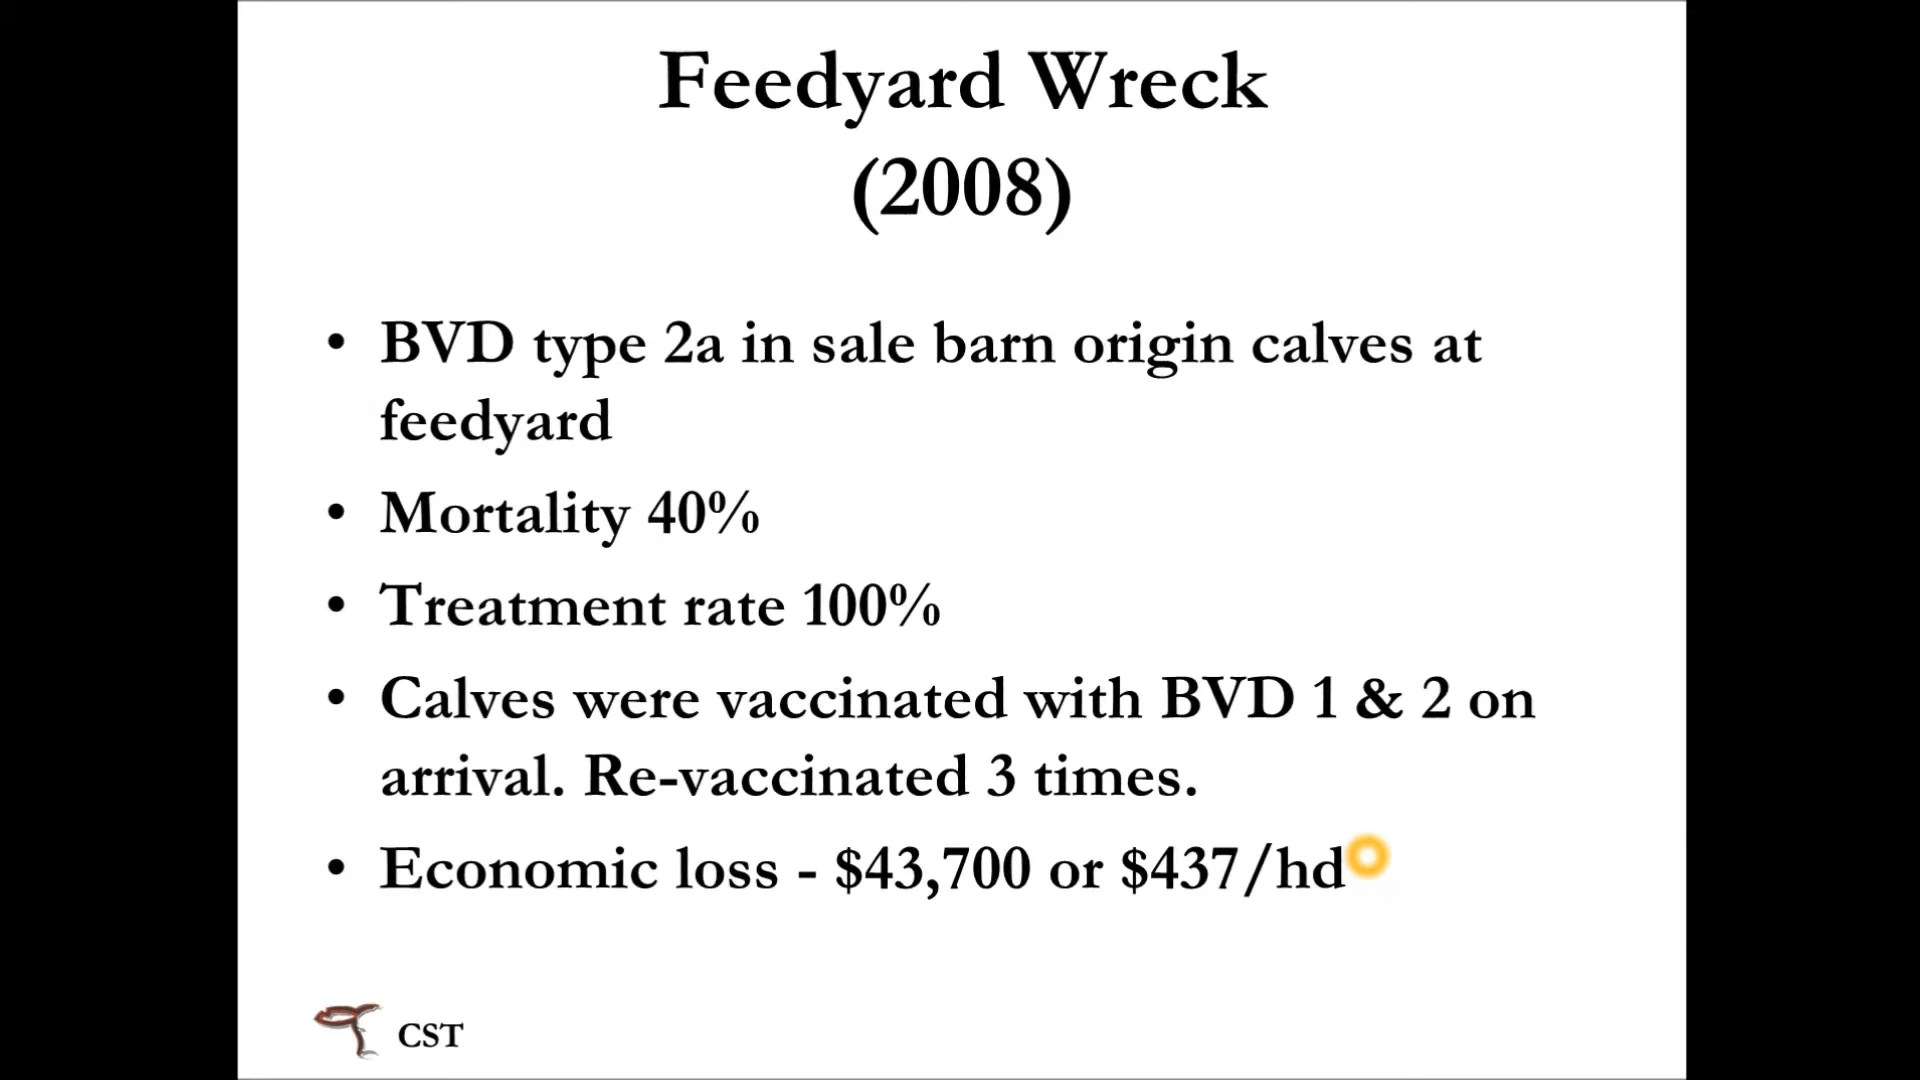 Feedyard Wreck
(2008)
• BVD type 2a in sale barn origin calves at
feedyard
• Mortality 40%
• Treatment rate 100%
• Calves were vaccinated with BVD 1 & 2 on
arrival. Re-vaccinated 3 times.
• Economic loss - $43,700 or $437/hd
CST